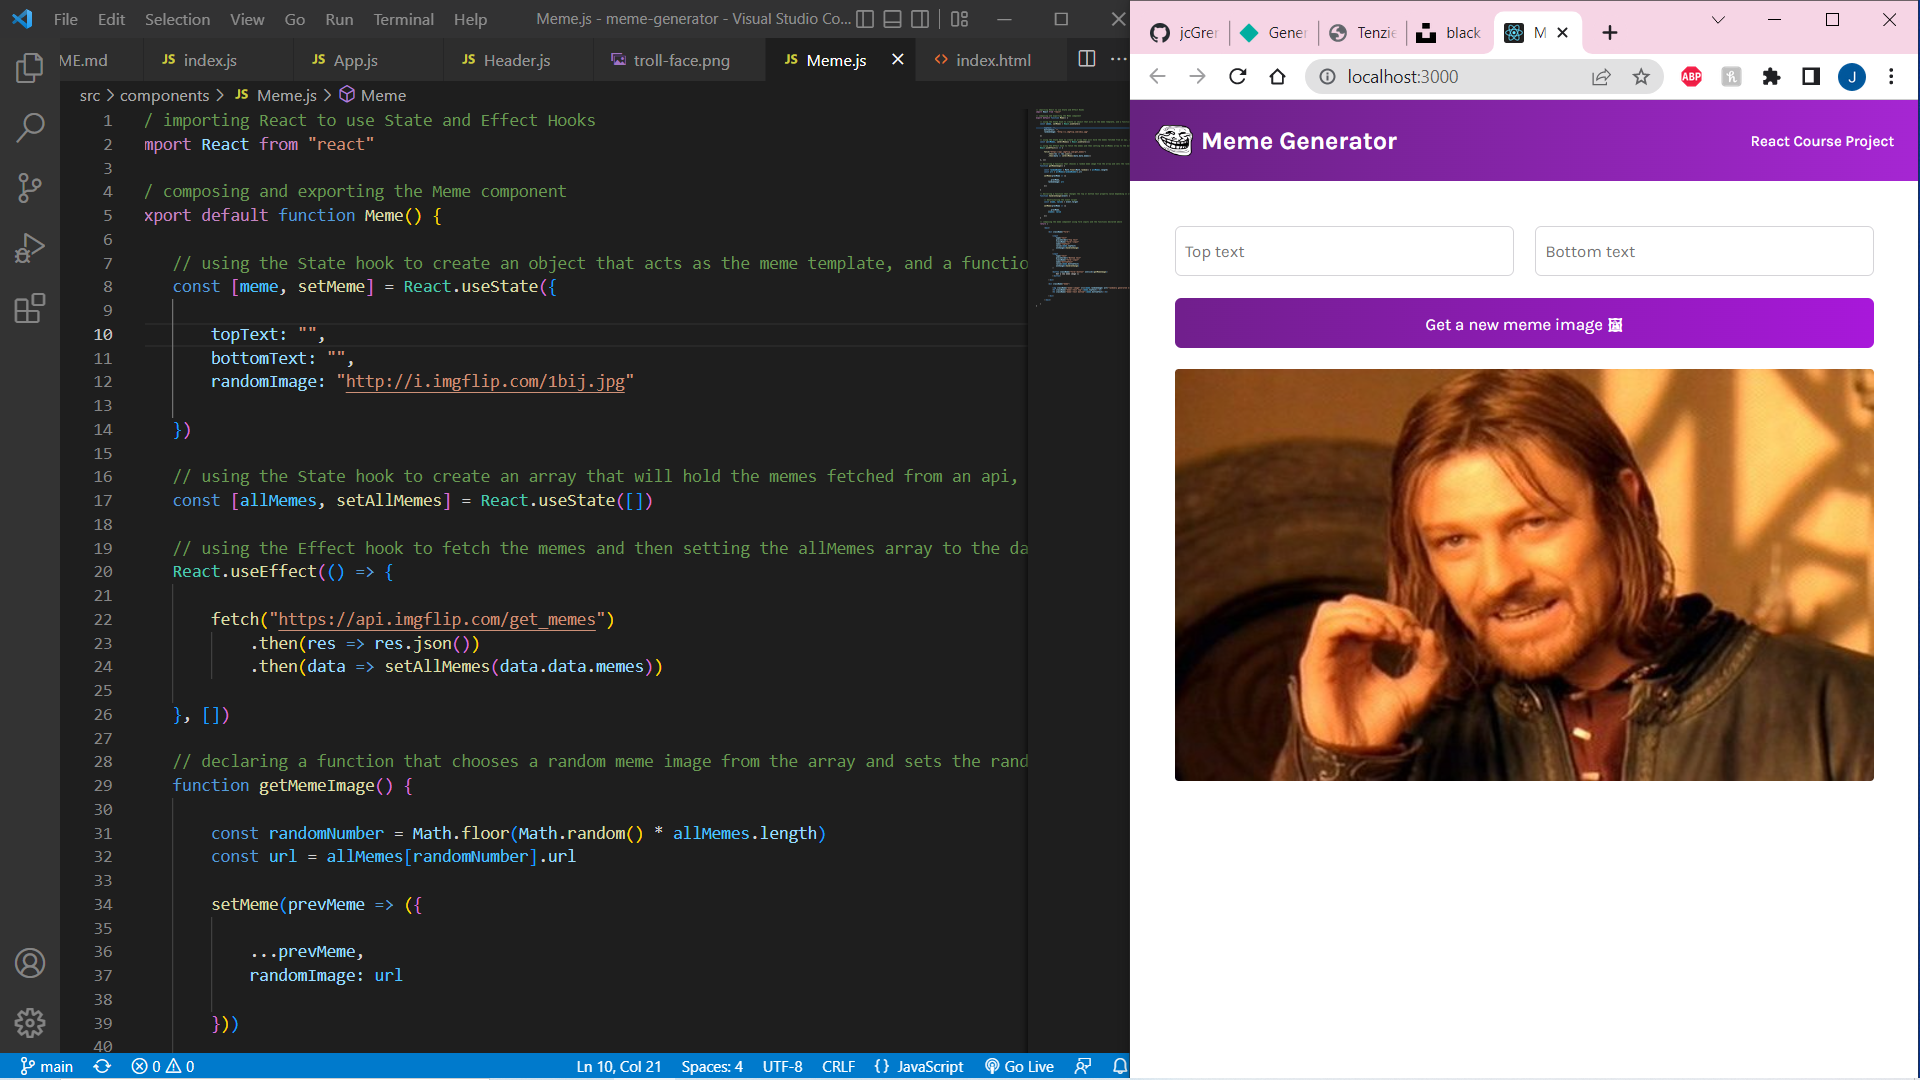 File Edit Selection View Go Run Terminal Help
Meme.js - meme-generator - Visual Studio Co...
ME.md
JS index.js
JS App.js
JS Header.js
troll-face.png
JS Meme.js
index.html
src > components > JS Meme.js > Meme
1 / importing React to use State and Effect Hooks
2 mport React from "react"
3
4 / composing and exporting the Meme component
5 xport default function Meme() {
6
7 // using the State hook to create an object that acts as the meme template, and a functio
8 const [meme, setMeme] = React.useState({
9
10 topText: "",
11 bottomText: "",
12 randomImage: "http://i.imgflip.com/1bij.jpg"
13
14 })
15
16 // using the State hook to create an array that will hold the memes fetched from an api,
17 const [allMemes, setAllMemes] = React.useState([])
18
19 // using the Effect hook to fetch the memes and then setting the allMemes array to the da
20 React.useEffect(() => {
21
22 fetch("https://api.imgflip.com/get_memes")
23 .then(res => res.json())
24 .then(data => setAllMemes(data.data.memes))
25
26 }, [])
27
28 // declaring a function that chooses a random meme image from the array and sets the rand
29 function getMemeImage() {
30
31 const randomNumber = Math.floor(Math.random() * allMemes.length)
32 const url = allMemes[randomNumber].url
33
34 setMeme(prevMeme => ({
35
36 ...prevMeme,
37 randomImage: url
38
39 }))
40
main
0 0
Ln 10, Col 21
Spaces: 4
UTF-8
CRLF
{} JavaScript
Go Live
jcGrer
Gener
Tenzie
black
M
localhost:3000
ABP
J
Meme Generator
React Course Project
Top text
Bottom text
Get a new meme image